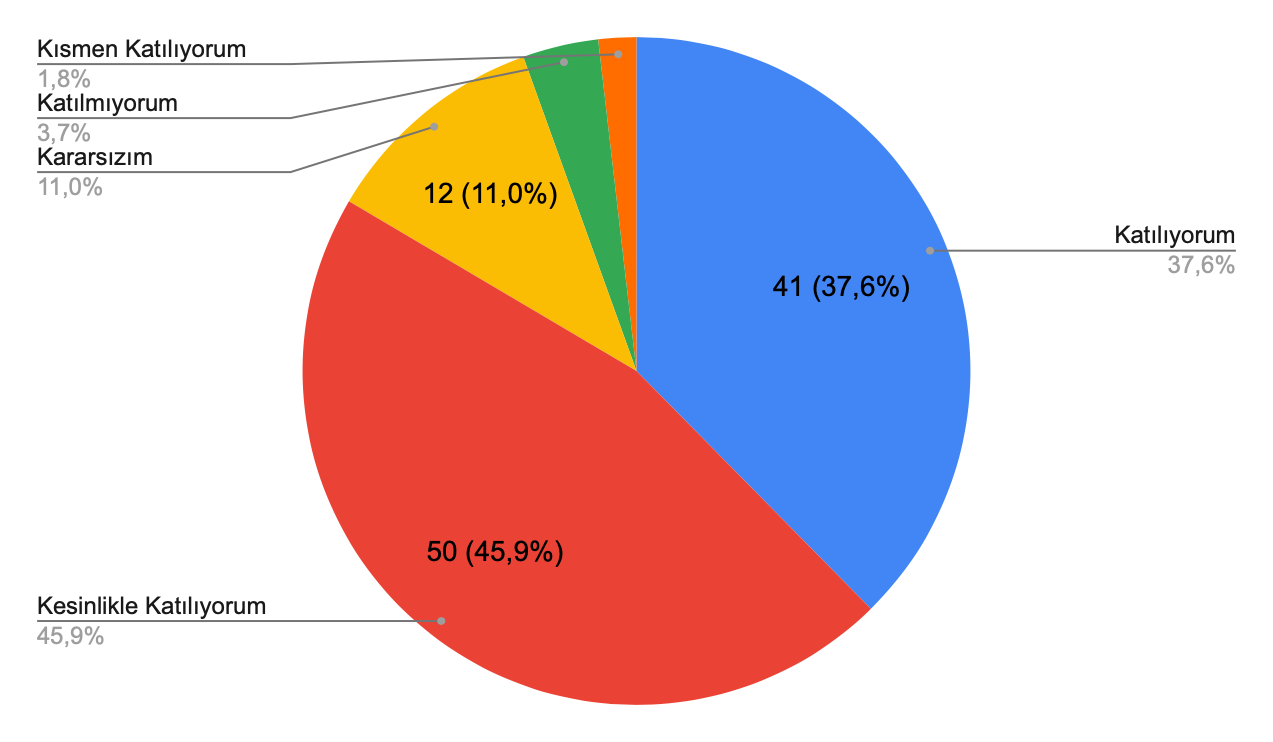 Kısmen Katılıyorum
1,8%
Katılmıyorum
3,7%
Kararsızım
11,0%
12 (11,0%)
Katılıyorum
37,6%
41 (37,6%)
50 (45,9%)
Kesinlikle Katılıyorum
45,9%